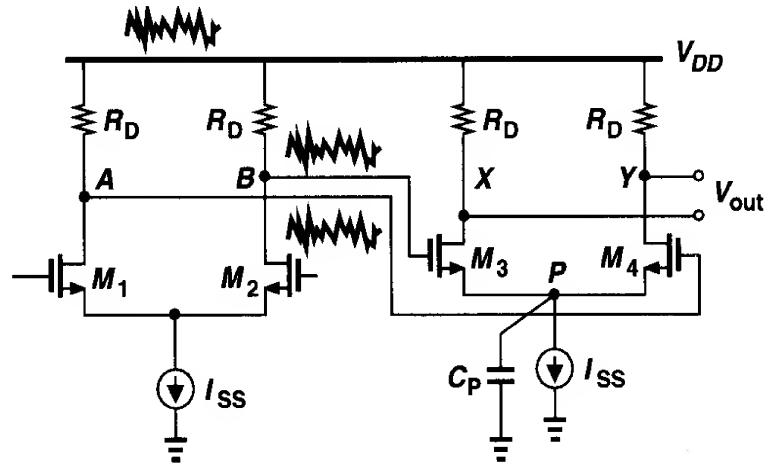 V_DD
R_D R_D R_D R_D
A B X Y
V_out
M_1 M_2 M_3 P M_4
I_SS C_P I_SS